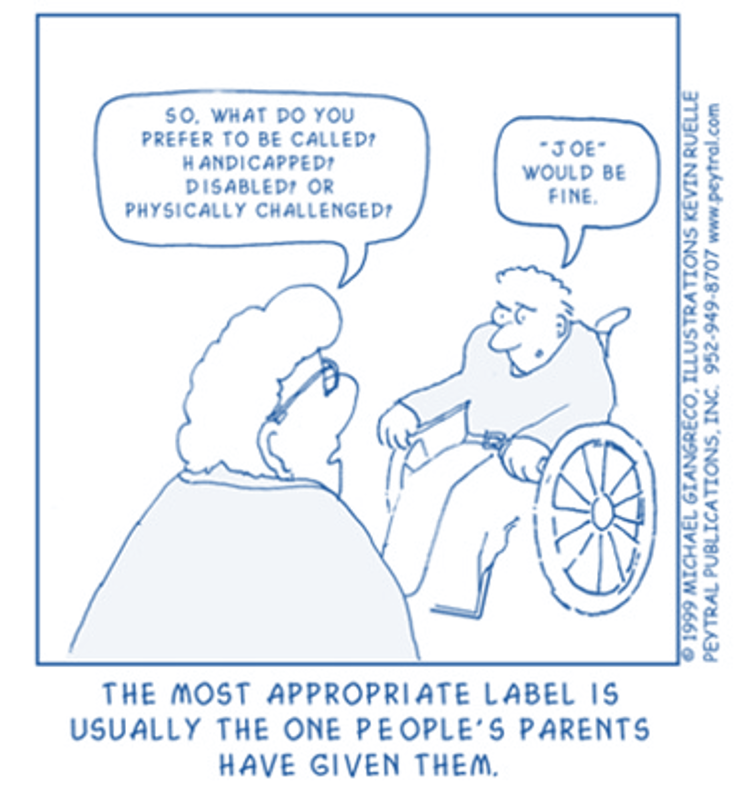 SO, WHAT DO YOU
PREFER TO BE CALLED?
HANDICAPPED?
DISABLED? OR
PHYSICALLY CHALLENGED?
"JOE"
WOULD BE
FINE.
© 1999 MICHAEL GIANGRECO, ILLUSTRATIONS KEVIN RUELLE
PEYTRAL PUBLICATIONS, INC. 952-949-8707 www.peytral.com
THE MOST APPROPRIATE LABEL IS
USUALLY THE ONE PEOPLE'S PARENTS
HAVE GIVEN THEM.